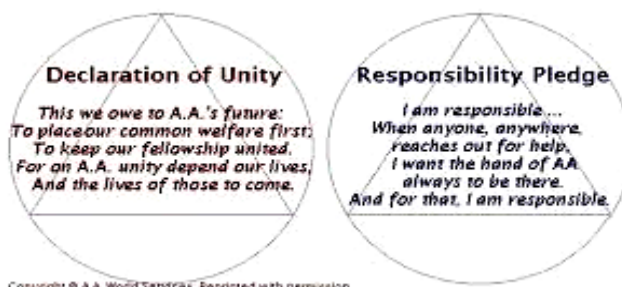 Declaration of Unity
This we owe to A.A.'s future:
To place our common welfare first;
To keep our fellowship united.
For on A.A. unity depend our lives,
And the lives of those to come.
Responsibility Pledge
I am responsible ...
When anyone, anywhere,
reaches out for help,
I want the hand of AA
always to be there.
And for that, I am responsible.
Copyright © A.A. World Services. Reprinted with permission